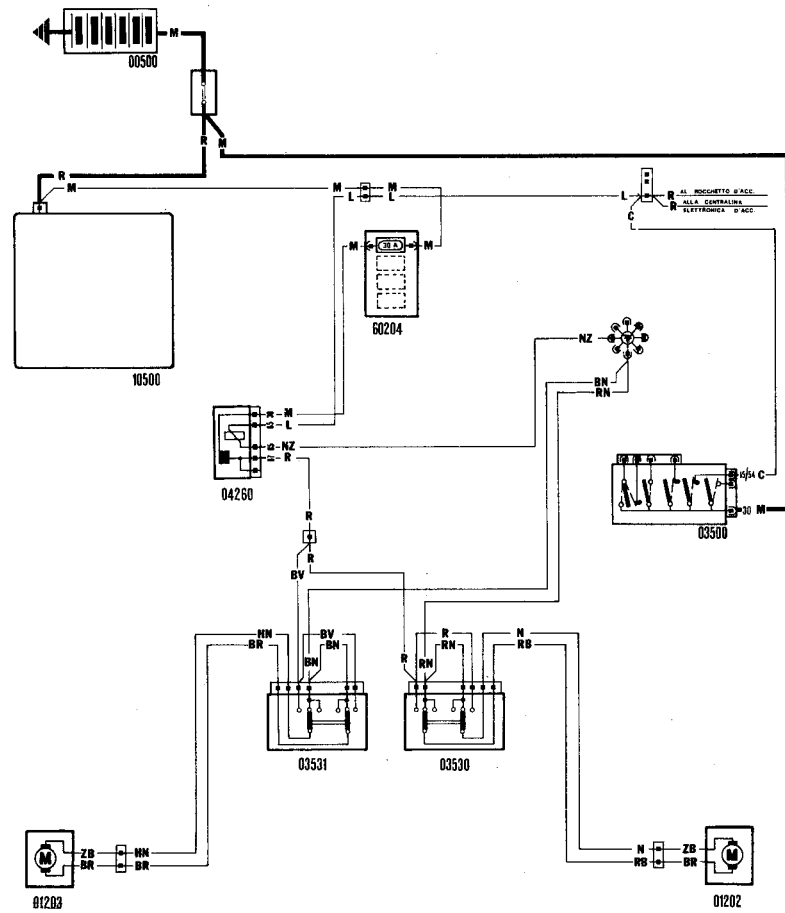 M
00500
R
M
R
M
M
M
L
L
L
R
AL ROCCHETTO D'ACC.
R
ALLA CENTRALINA
ELETTRONICA D'ACC.
C
M
30 A
M
60204
10500
NZ
BN
RN
M
L
NZ
R
04260
15/54
C
30
M
03500
R
R
BV
HN
BR
BV
BN
BN
R
RN
R
RN
N
RB
03531
03530
M
ZB
BR
HN
BR
01203
N
RB
ZB
BR
M
01202